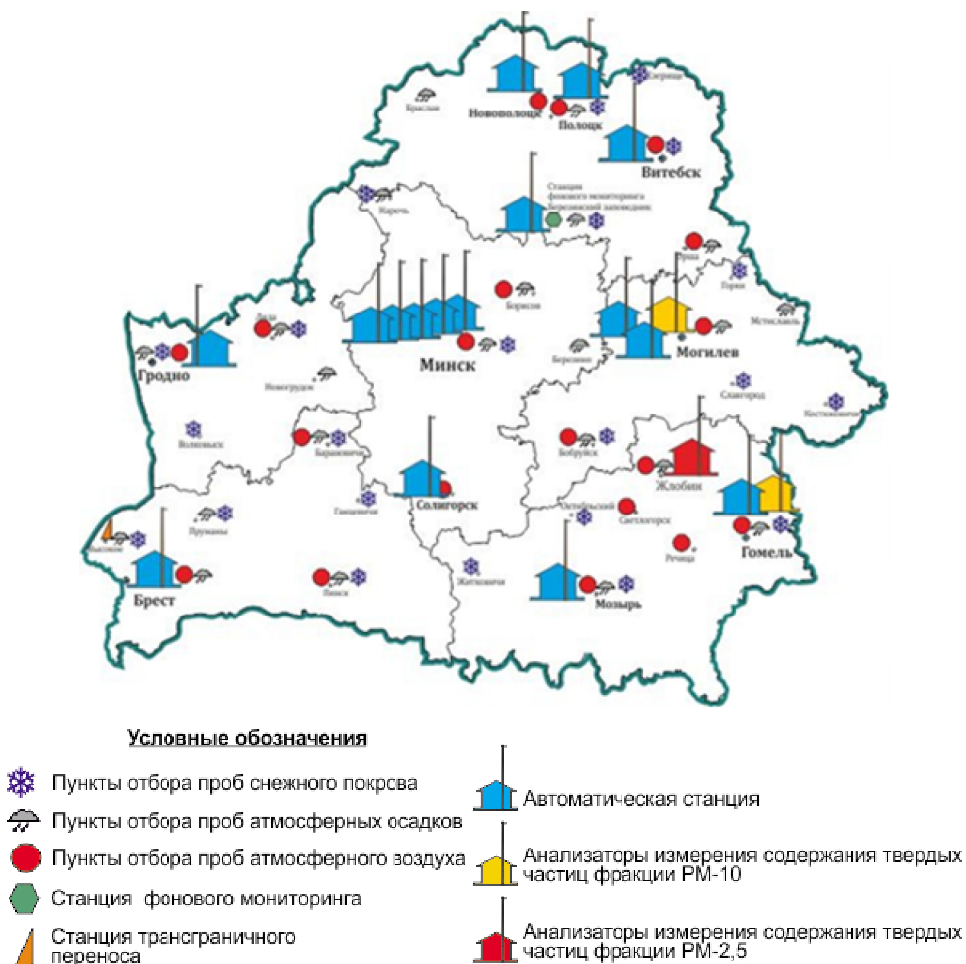 Езерище
Браслав
Новополоцк
Полоцк
Витебск
Станция
фонового мониторинга
Березинский заповедник
Нарочь
Орша
Горки
Борисов
Мстиславль
Лида
Березино
Могилев
Минск
Гродно
Новогрудок
Славгород
Костюковичи
Волковыск
Барановичи
Бобруйск
Жлобин
Солигорск
Ганцевичи
Октябрьский
Светлогорск
Пружаны
Высокое
Речица
Гомель
Житковичи
Брест
Пинск
Мозырь
Условные обозначения
Пункты отбора проб снежного покрова
Пункты отбора проб атмосферных осадков
Пункты отбора проб атмосферного воздуха
Станция фонового мониторинга
Станция трансграничного
переноса
Автоматическая станция
Анализаторы измерения содержания твердых
частиц фракции РМ-10
Анализаторы измерения содержания твердых
частиц фракции РМ-2,5